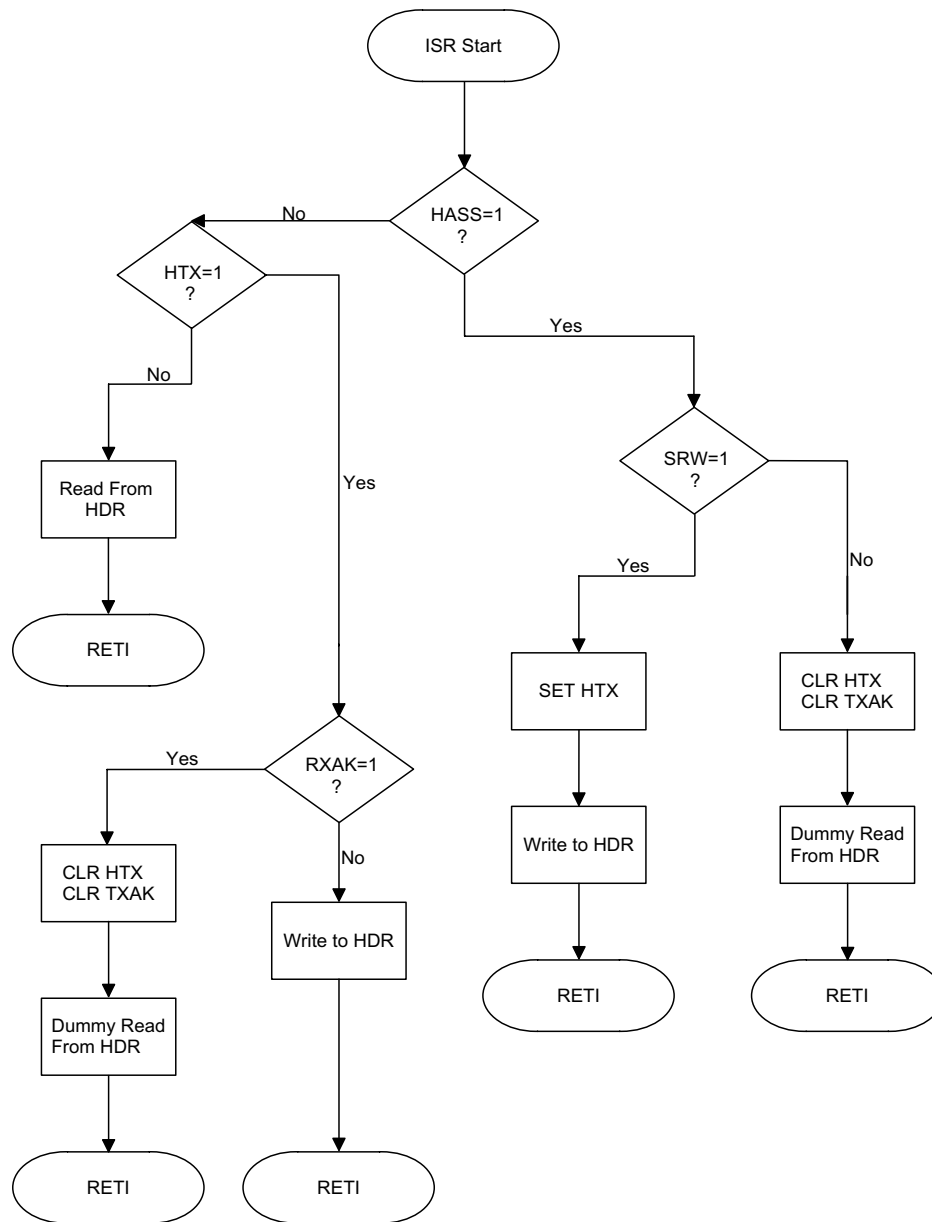 ISR Start
No
HASS=1
?
HTX=1
?
Yes
No
SRW=1
?
Read From
HDR
Yes
Yes
No
RETI
SET HTX
CLR HTX
CLR TXAK
Yes
RXAK=1
?
Write to HDR
Dummy Read
From HDR
No
CLR HTX
CLR TXAK
Write to HDR
RETI
RETI
Dummy Read
From HDR
RETI
RETI